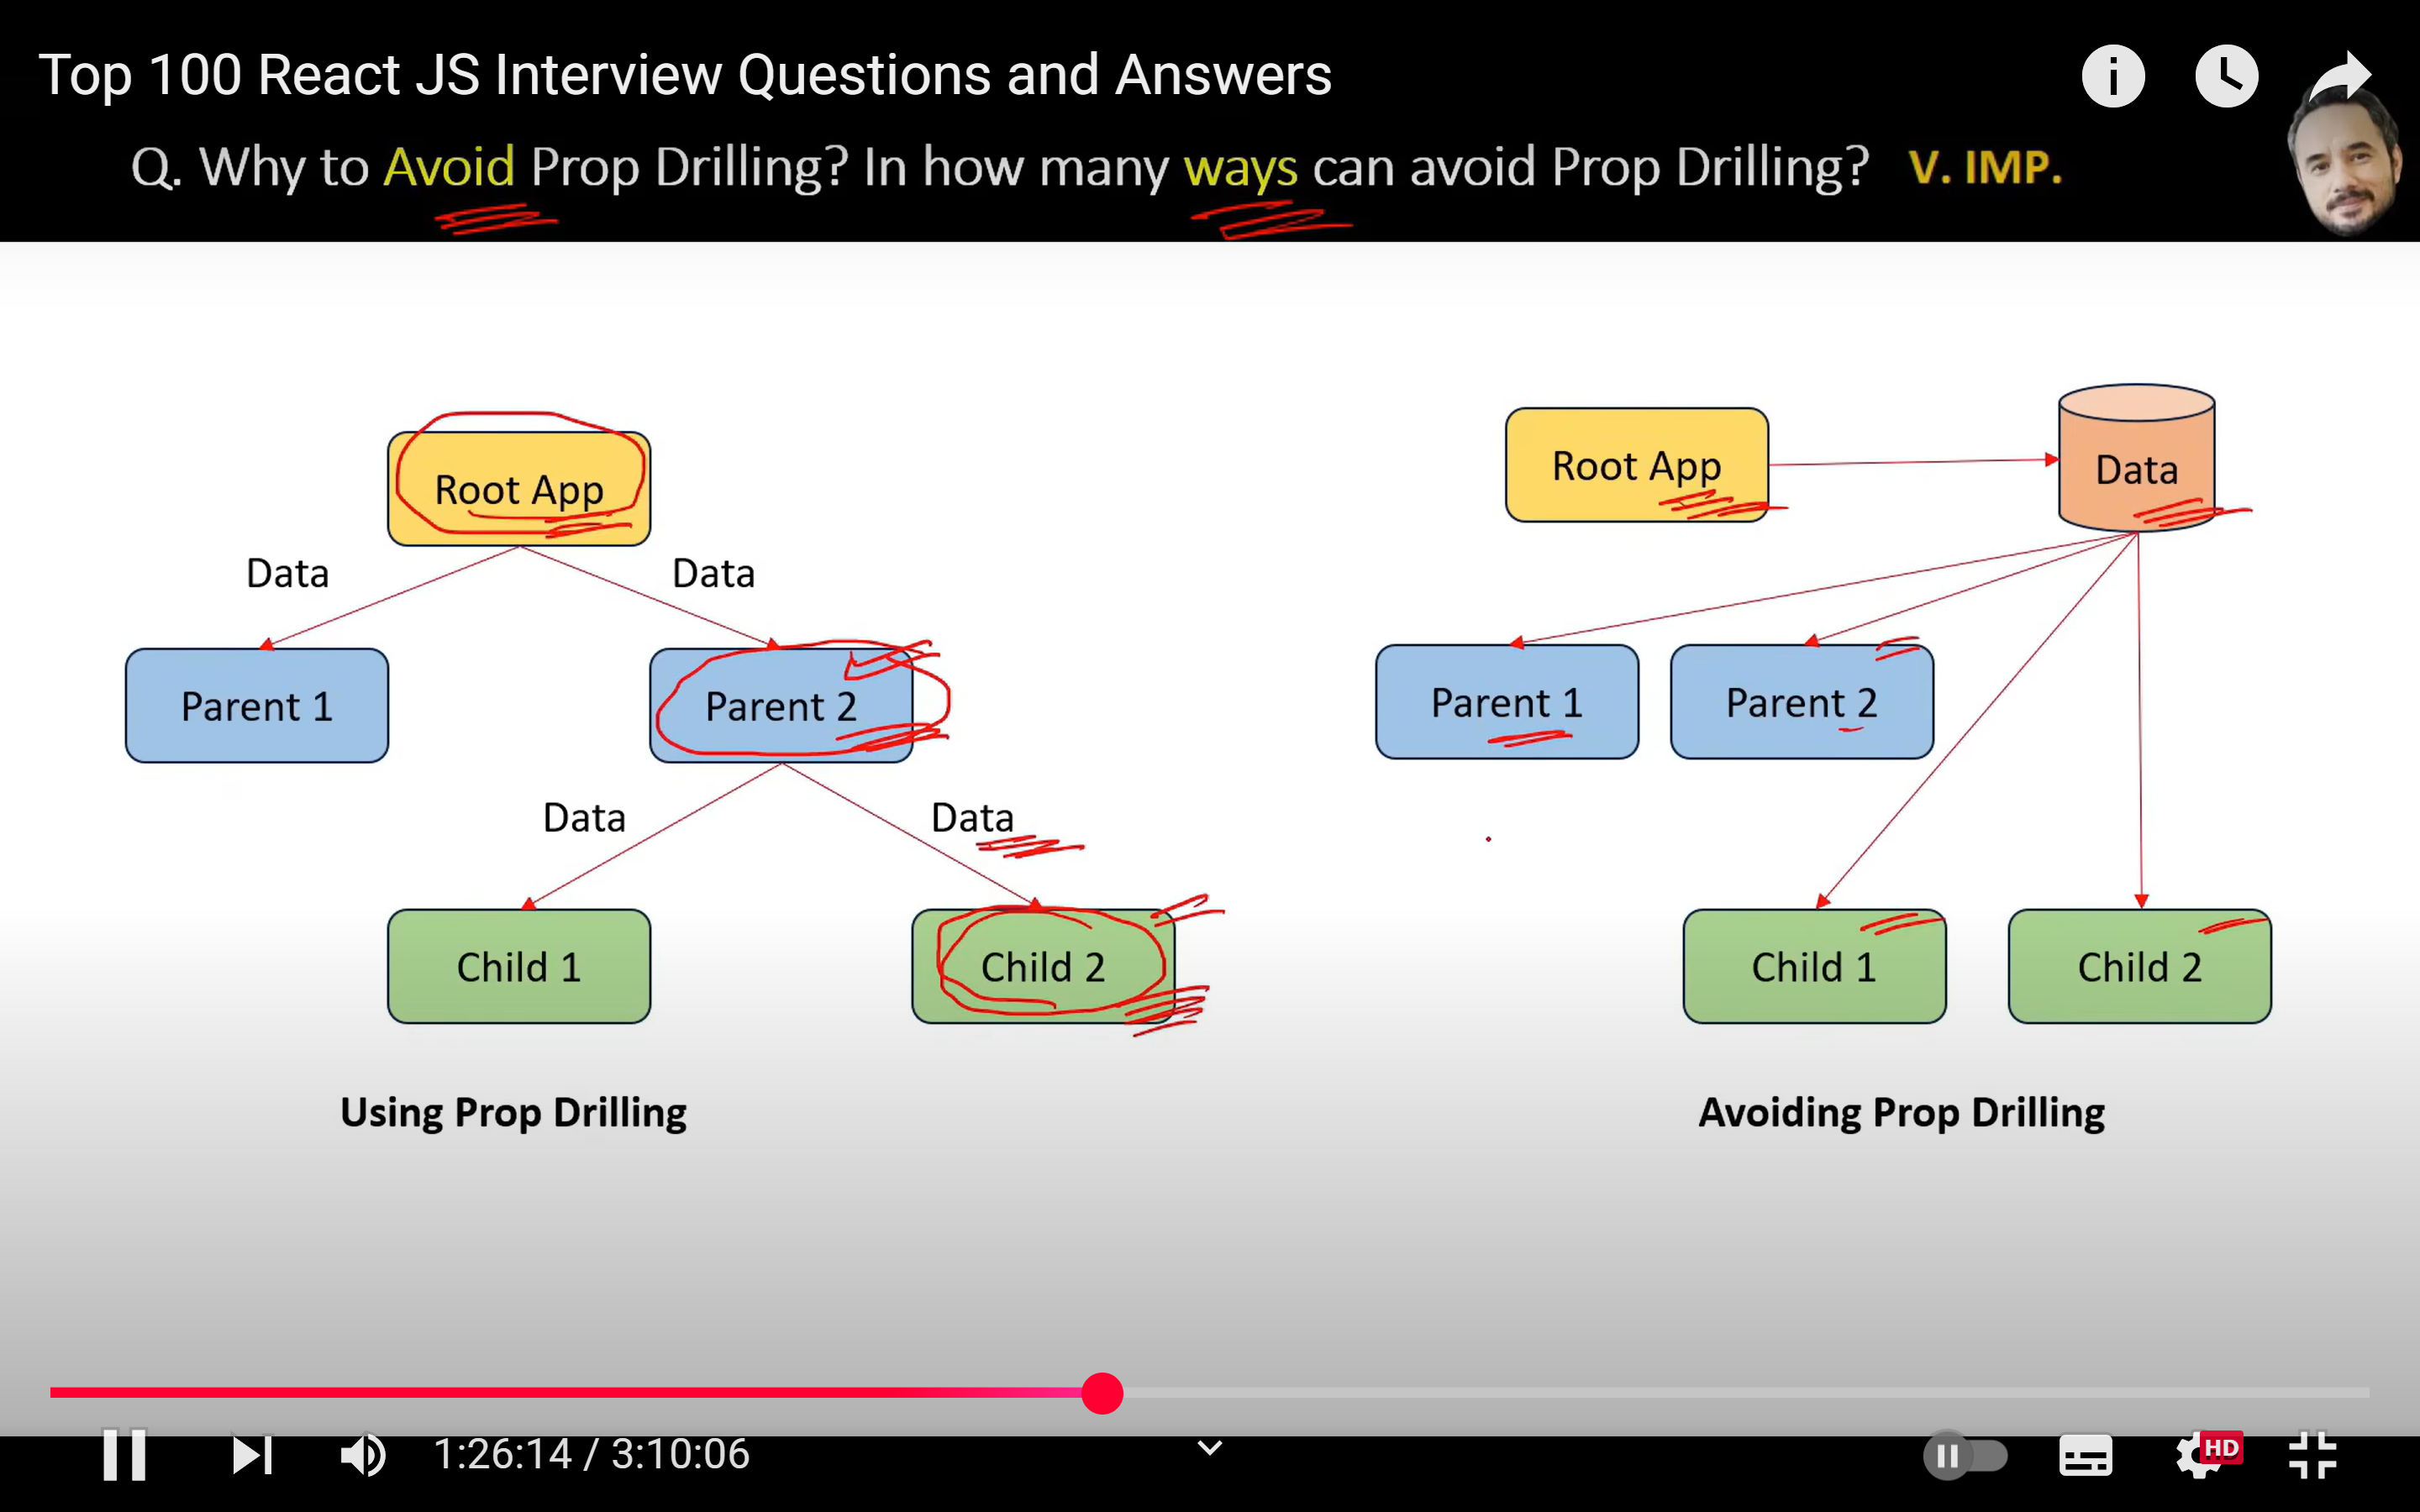 Top 100 React JS Interview Questions and Answers
Q. Why to Avoid Prop Drilling? In how many ways can avoid Prop Drilling? V. IMP.
Root App
Data
Data
Parent 1
Parent 2
Data
Data
Child 1
Child 2
Using Prop Drilling
Root App
Data
Parent 1
Parent 2
Child 1
Child 2
Avoiding Prop Drilling
1:26:14 / 3:10:06
HD